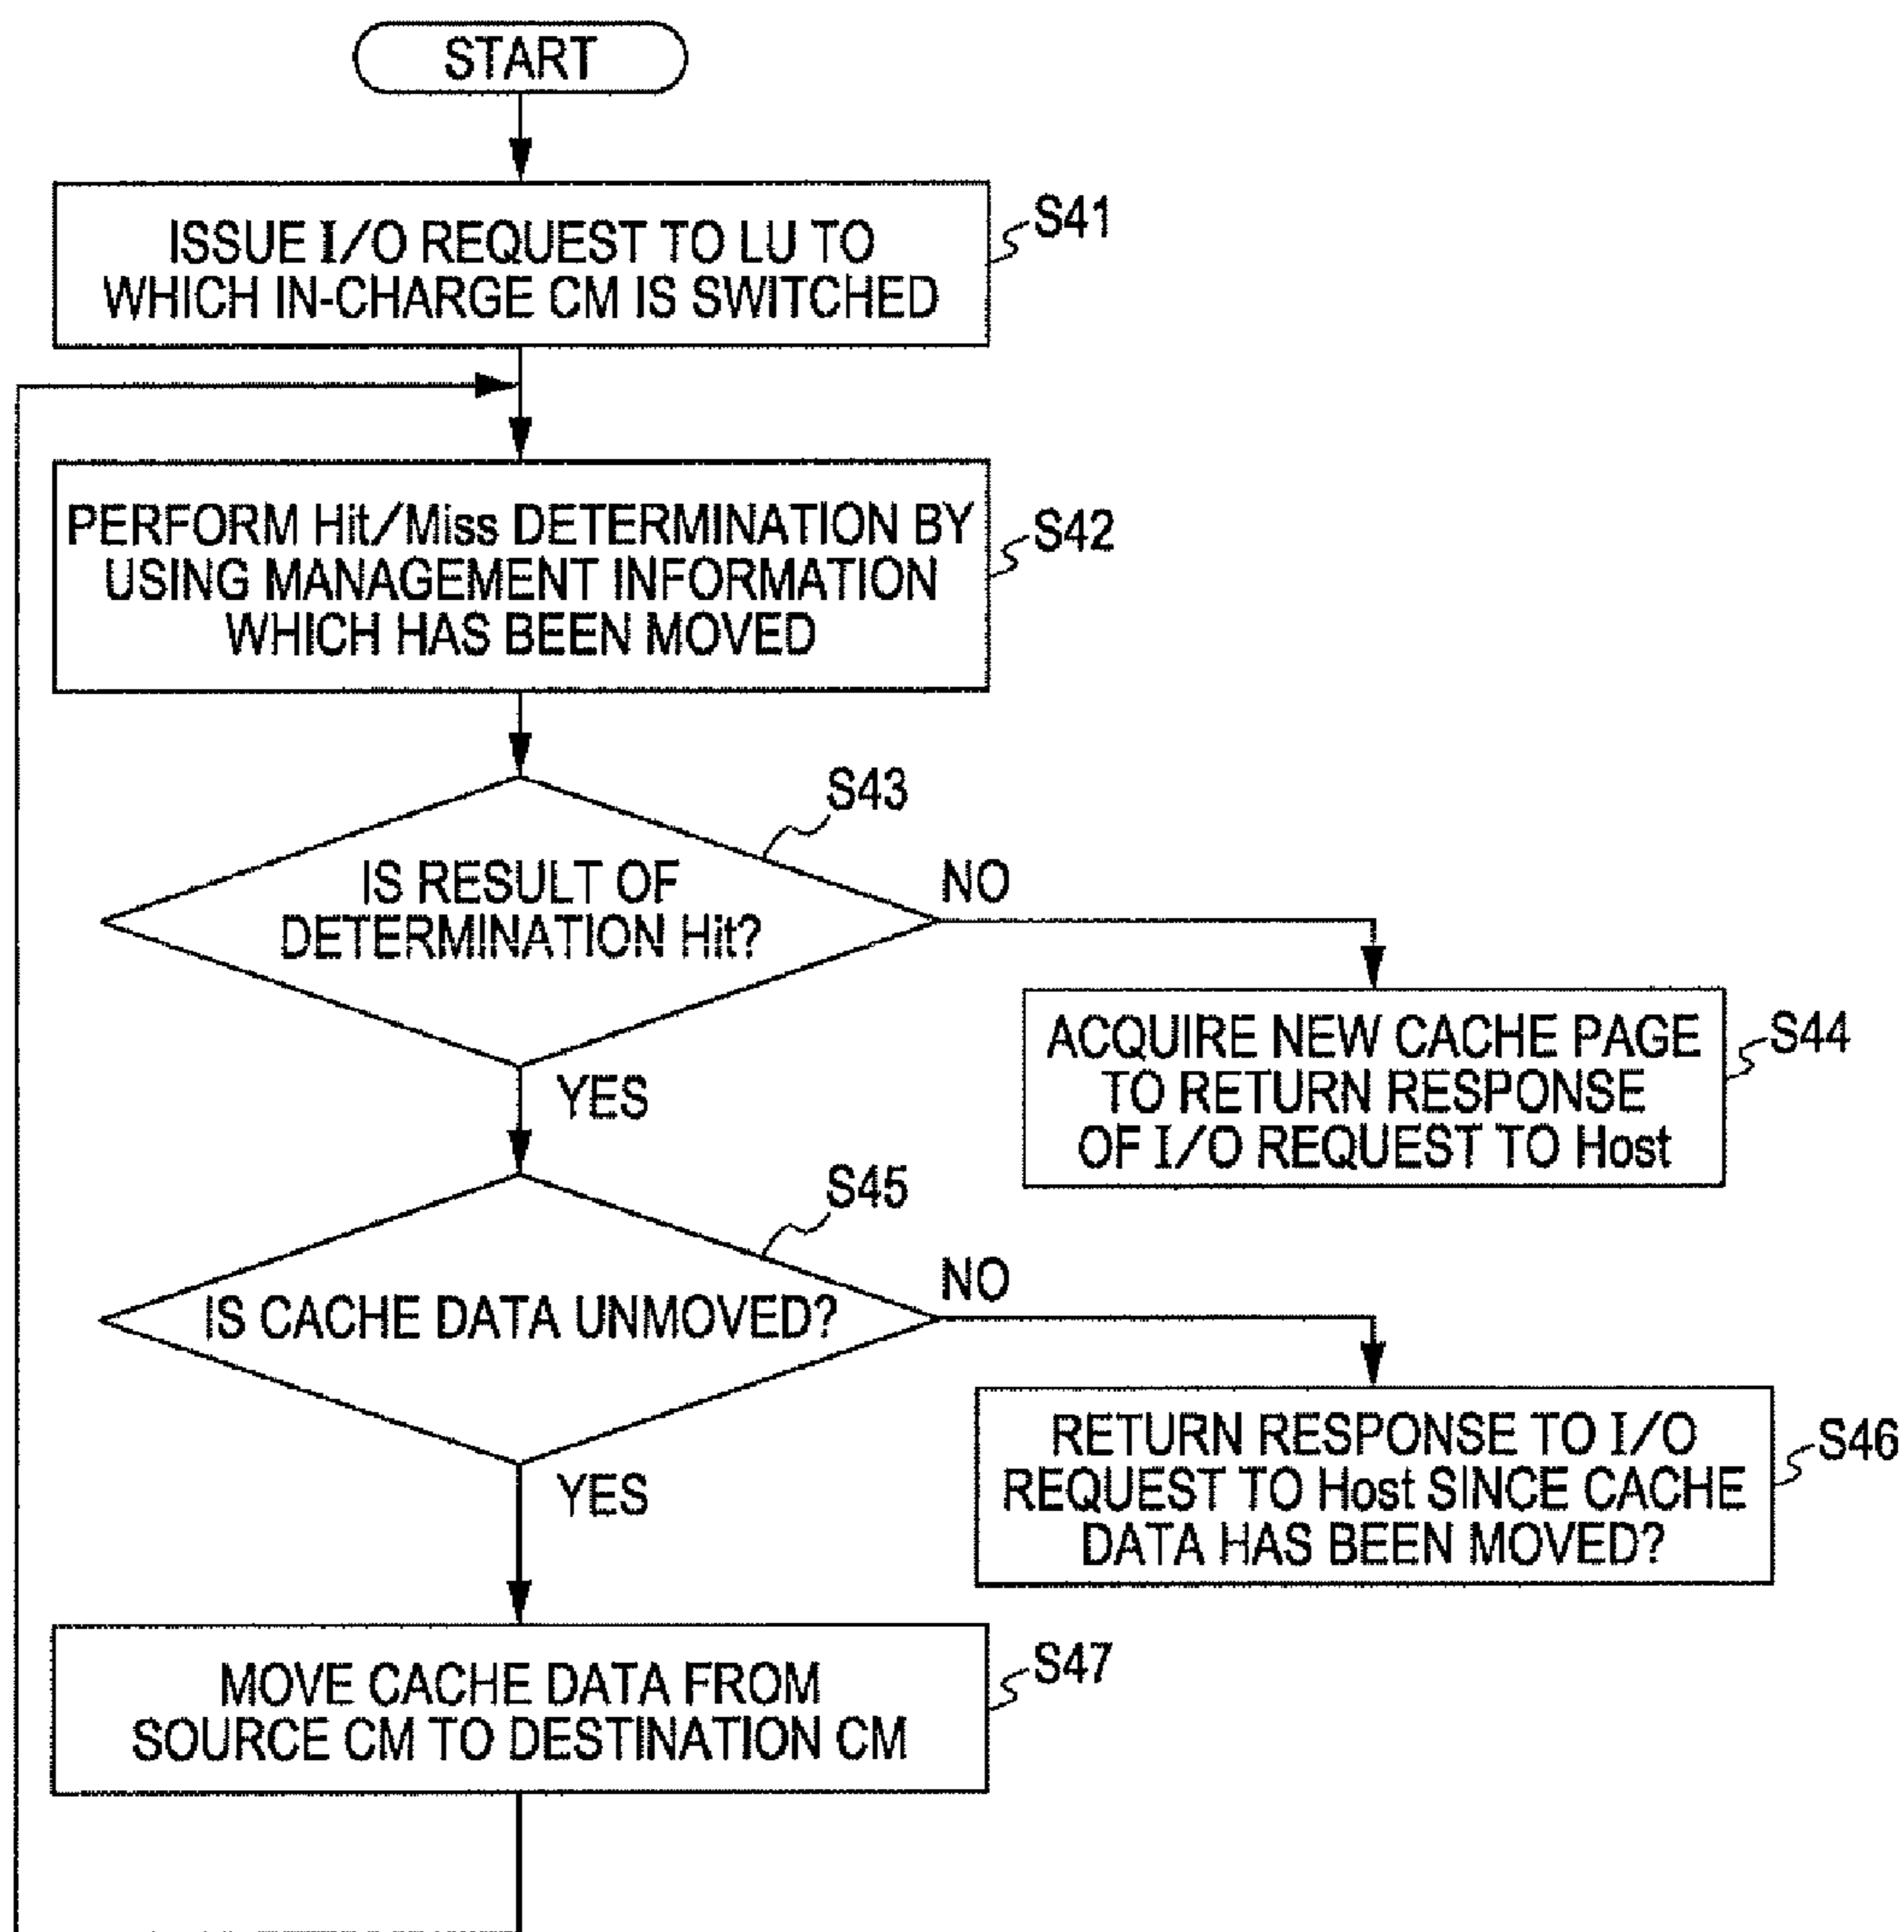 START
ISSUE I/O REQUEST TO LU TO
WHICH IN-CHARGE CM IS SWITCHED
S41
PERFORM Hit/Miss DETERMINATION BY
USING MANAGEMENT INFORMATION
WHICH HAS BEEN MOVED
S42
S43
IS RESULT OF
DETERMINATION Hit?
NO
YES
ACQUIRE NEW CACHE PAGE
TO RETURN RESPONSE
OF I/O REQUEST TO Host
S44
S45
IS CACHE DATA UNMOVED?
NO
YES
RETURN RESPONSE TO I/O
REQUEST TO Host SINCE CACHE
DATA HAS BEEN MOVED?
S46
MOVE CACHE DATA FROM
SOURCE CM TO DESTINATION CM
S47